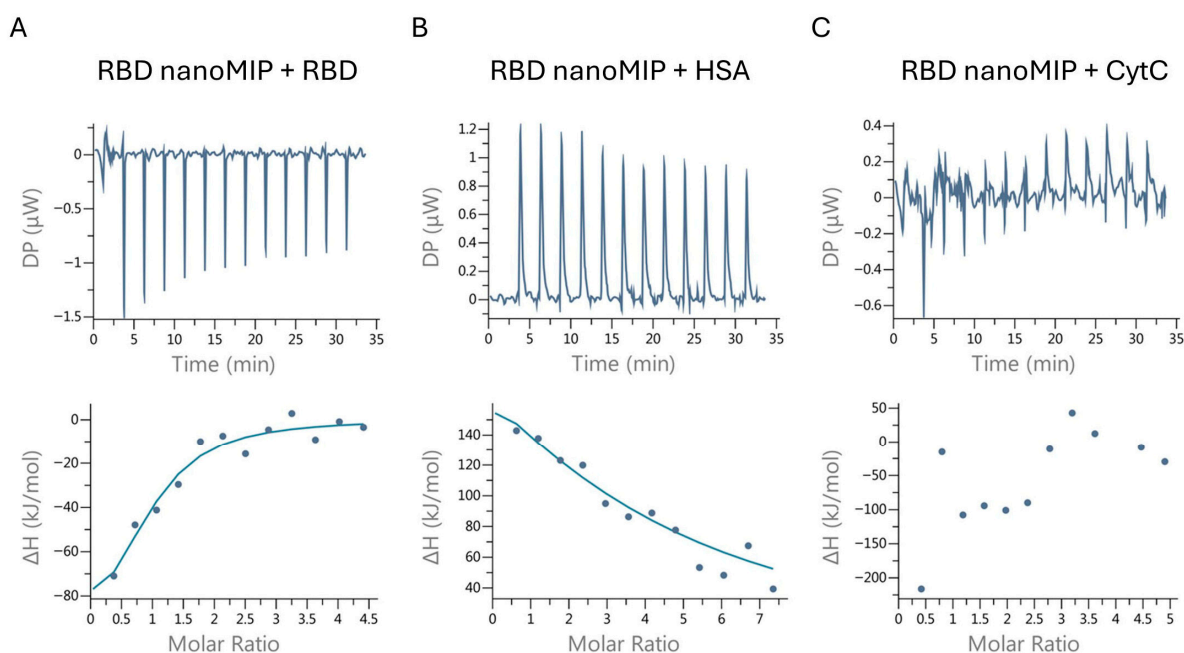 A
B
C
RBD nanoMIP + RBD
RBD nanoMIP + HSA
RBD nanoMIP + CytC
DP (µW)
0
−0.5
−1
−1.5
0 5 10 15 20 25 30 35
Time (min)
DP (µW)
1.2
1
0.8
0.6
0.4
0.2
0
0 5 10 15 20 25 30 35
Time (min)
DP (µW)
0.4
0.2
0
−0.2
−0.4
−0.6
0 5 10 15 20 25 30 35
Time (min)
ΔH (kJ/mol)
0
−20
−40
−60
−80
0 0.5 1 1.5 2 2.5 3 3.5 4 4.5
Molar Ratio
ΔH (kJ/mol)
140
120
100
80
60
40
0 1 2 3 4 5 6 7
Molar Ratio
ΔH (kJ/mol)
50
0
−50
−100
−150
−200
0 0.5 1 1.5 2 2.5 3 3.5 4 4.5 5
Molar Ratio